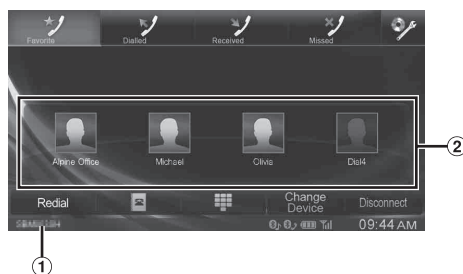 Favorite Dialled Received Missed
Alpine Office Michael Olivia Dial4
②
Redial Change Device Disconnect
09:44 AM
①